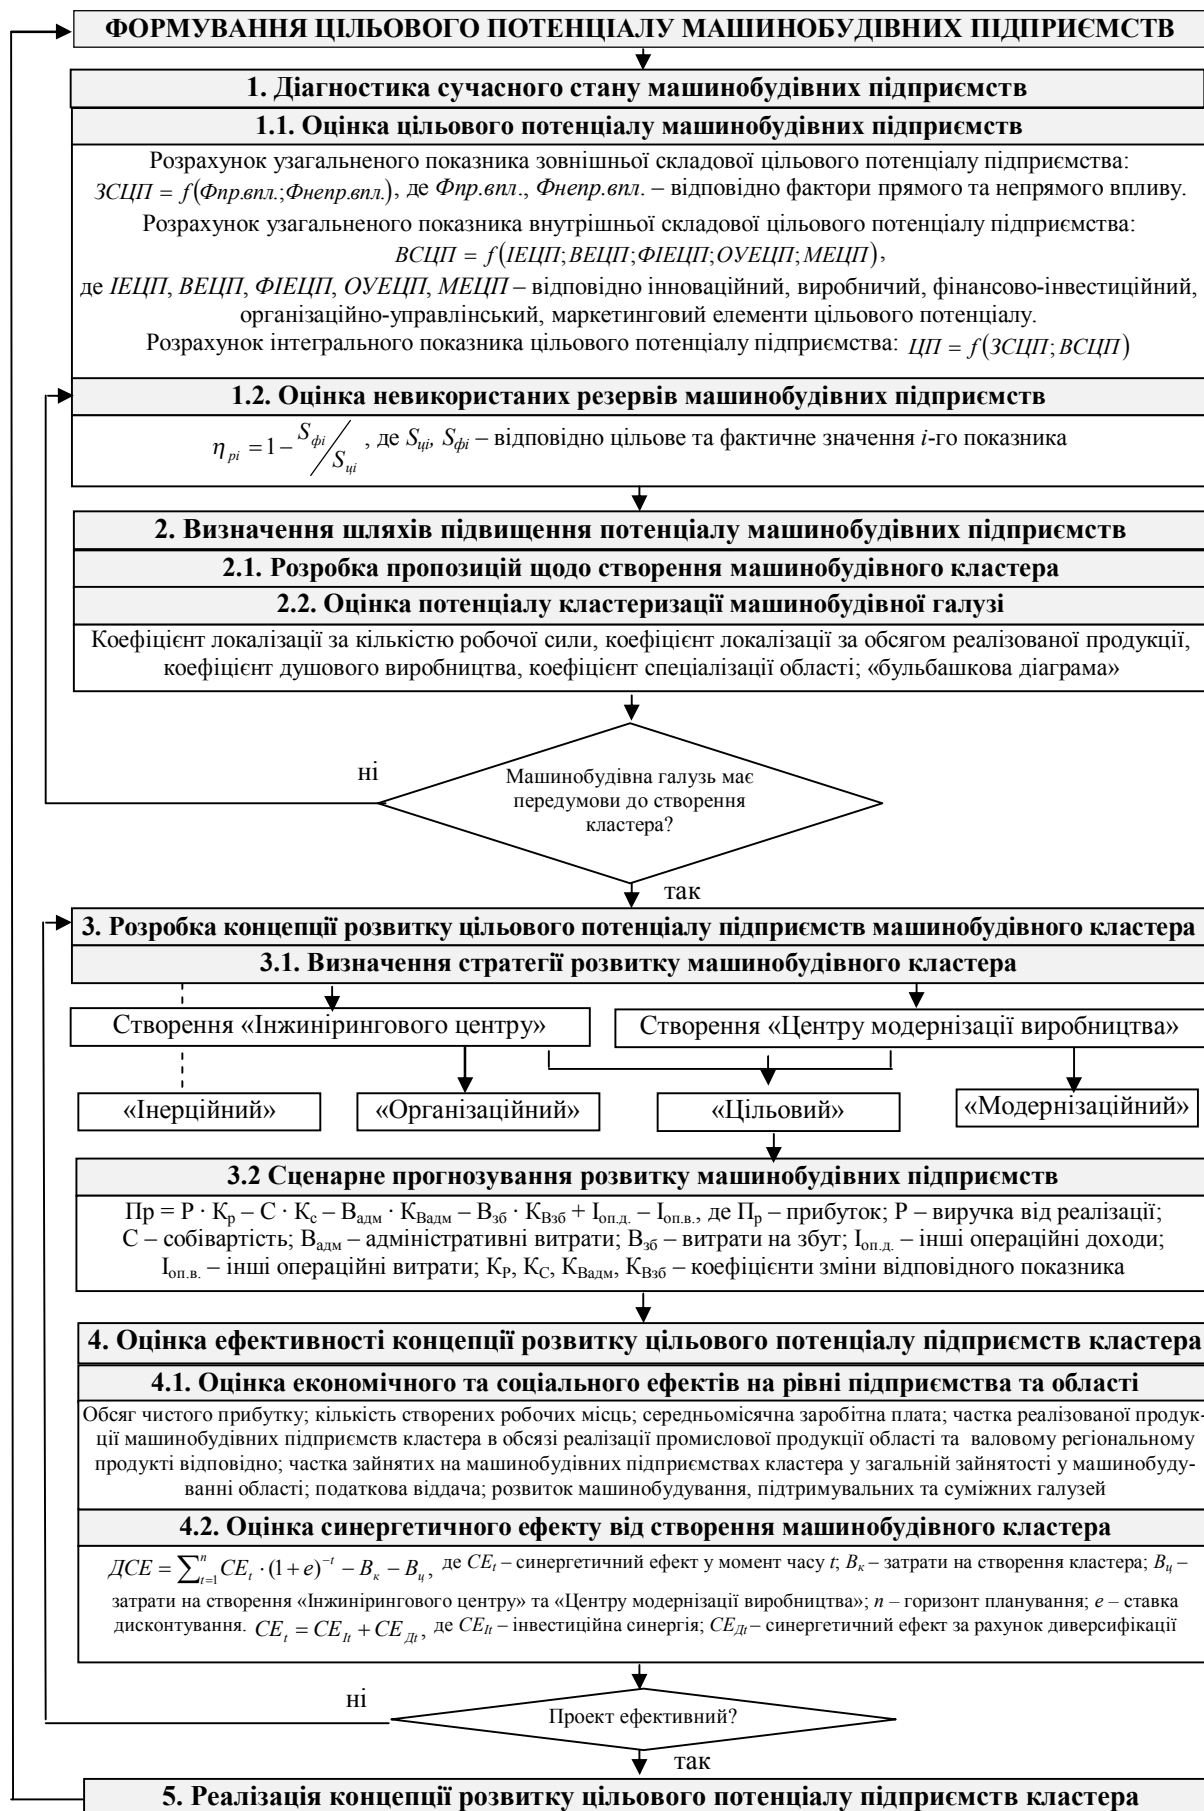 ФОРМУВАННЯ ЦІЛЬОВОГО ПОТЕНЦІАЛУ МАШИНОБУДІВНИХ ПІДПРИЄМСТВ
1. Діагностика сучасного стану машинобудівних підприємств
1.1. Оцінка цільового потенціалу машинобудівних підприємств
Розрахунок узагальненого показника зовнішньої складової цільового потенціалу підприємства:
ЗСЦП = f(Фпр.впл.;Фнепр.впл.), де Фпр.впл., Фнепр.впл. – відповідно фактори прямого та непрямого впливу.
Розрахунок узагальненого показника внутрішньої складової цільового потенціалу підприємства:
ВСЦП = f(ІЕЦП;ВЕЦП;ФІЕЦП;ОУЕЦП;МЕЦП),
де ІЕЦП, ВЕЦП, ФІЕЦП, ОУЕЦП, МЕЦП – відповідно інноваційний, виробничий, фінансово-інвестиційний,
організаційно-управлінський, маркетинговий елементи цільового потенціалу.
Розрахунок інтегрального показника цільового потенціалу підприємства: ЦП = f(ЗСЦП;ВСЦП)
1.2. Оцінка невикористаних резервів машинобудівних підприємств
η рі = 1 – S фі / S ці , де Sці, Sфі – відповідно цільове та фактичне значення і-го показника
2. Визначення шляхів підвищення потенціалу машинобудівних підприємств
2.1. Розробка пропозицій щодо створення машинобудівного кластера
2.2. Оцінка потенціалу кластеризації машинобудівної галузі
Коефіцієнт локалізації за кількістю робочої сили, коефіцієнт локалізації за обсягом реалізованої продукції,
коефіцієнт душового виробництва, коефіцієнт спеціалізації області; «бульбашкова діаграма»
ні
Машинобудівна галузь має
передумови до створення
кластера?
так
3. Розробка концепції розвитку цільового потенціалу підприємств машинобудівного кластера
3.1. Визначення стратегії розвитку машинобудівного кластера
Створення «Інжинірингового центру»
Створення «Центру модернізації виробництва»
«Інерційний»
«Організаційний»
«Цільовий»
«Модернізаційний»
3.2 Сценарне прогнозування розвитку машинобудівних підприємств
Пр = Р · Кр – С · Кс – Вадм · КВадм – Взб · КВзб + Іоп.д. – Іоп.в., де Пр – прибуток; Р – виручка від реалізації;
С – собівартість; Вадм – адміністративні витрати; Взб – витрати на збут; Іоп.д. – інші операційні доходи;
Іоп.в. – інші операційні витрати; КР, КС, КВадм, КВзб – коефіцієнти зміни відповідного показника
4. Оцінка ефективності концепції розвитку цільового потенціалу підприємств кластера
4.1. Оцінка економічного та соціального ефектів на рівні підприємства та області
Обсяг чистого прибутку; кількість створених робочих місць; середньомісячна заробітна плата; частка реалізованої продук-
ції машинобудівних підприємств кластера в обсязі реалізації промислової продукції області та валовому регіональному
продукті відповідно; частка зайнятих на машинобудівних підприємствах кластера у загальній зайнятості у машинобуду-
ванні області; податкова віддача; розвиток машинобудування, підтримувальних та суміжних галузей
4.2. Оцінка синергетичного ефекту від створення машинобудівного кластера
ДСЕ = ∑ⁿt=1 СЕt · (1 + e)⁻ᵗ – Вк – Вц, де СЕt – синергетичний ефект у момент часу t; Вк – затрати на створення кластера; Вц –
затрати на створення «Інжинірингового центру» та «Центру модернізації виробництва»; n – горизонт планування; e – ставка
дисконтування. СЕt = СЕІt + СЕДt, де СЕІt – інвестиційна синергія; СЕДt – синергетичний ефект за рахунок диверсифікації
ні
Проект ефективний?
так
5. Реалізація концепції розвитку цільового потенціалу підприємств кластера